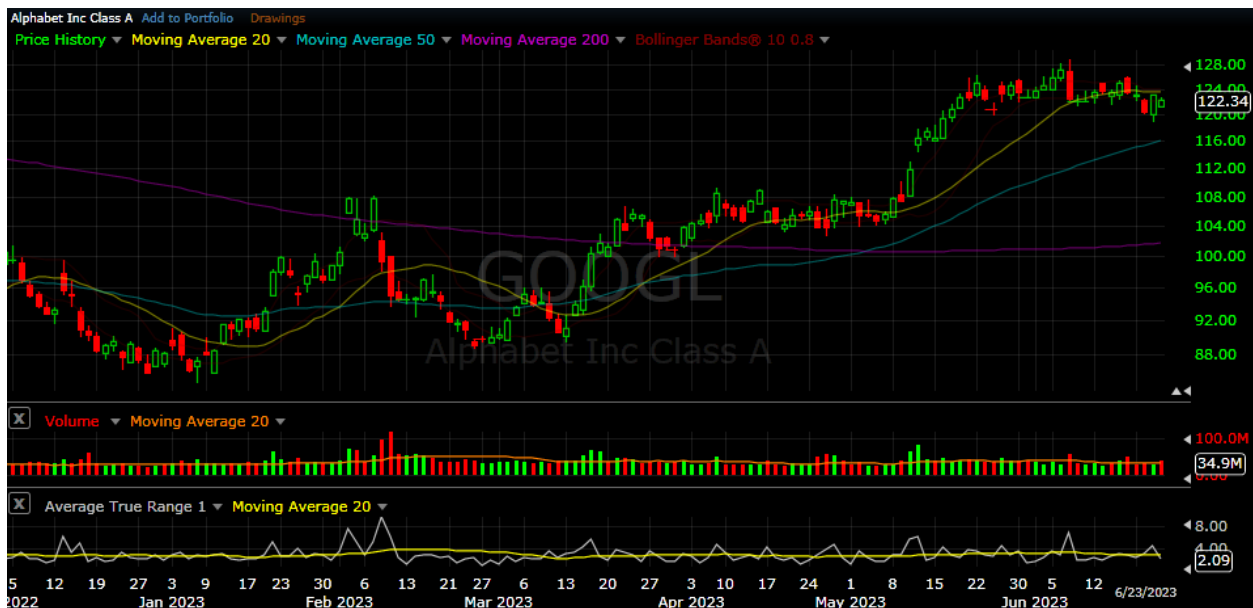 Alphabet Inc Class A Add to Portfolio Drawings
Price History Moving Average 20 Moving Average 50 Moving Average 200 Bollinger Bands® 10 0.8
128.00
124.00
122.34
120.00
116.00
112.00
108.00
104.00
100.00
96.00
92.00
88.00
GOOGL
Alphabet Inc Class A
X Volume Moving Average 20
100.0M
34.9M
0.00
X Average True Range 1 Moving Average 20
8.00
4.00
2.09
5 12 19 27 3 9 17 23 30 6 13 21 27 6 13 20 27 3 10 17 24 1 8 15 22 30 5 12 6/23/2023
2022 Jan 2023 Feb 2023 Mar 2023 Apr 2023 May 2023 Jun 2023